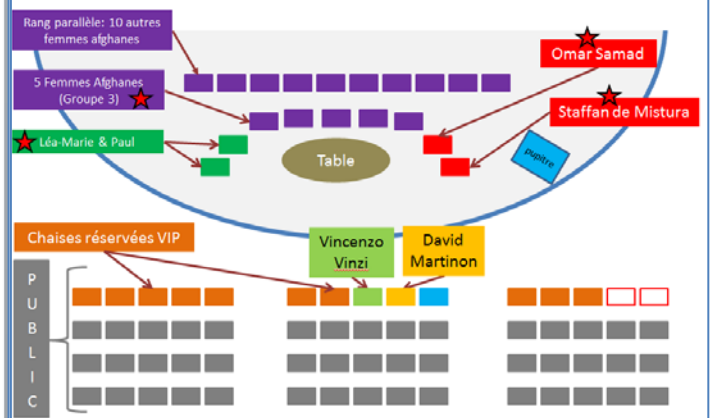 Rang parallèle: 10 autres
femmes afghanes
Omar Samad
5 Femmes Afghanes
(Groupe 3)
Staffan de Mistura
Léa-Marie & Paul
Table
pupitre
Chaises réservées VIP
Vincenzo
Vinzi
David
Martinon
P
U
B
L
I
C